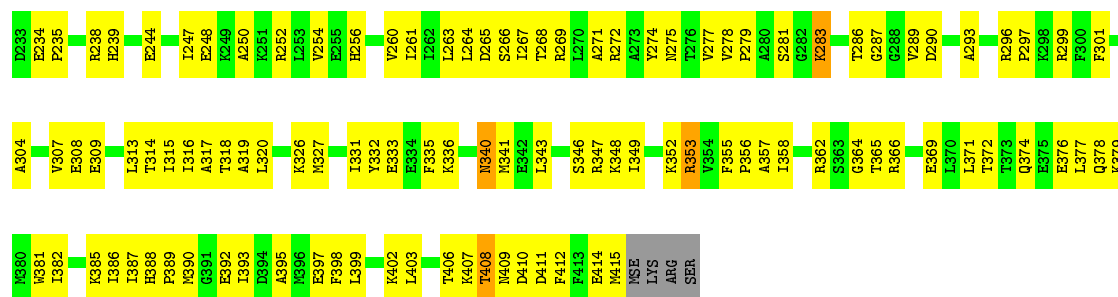 D233 E234 P235 R238 H239 E244 I247 E248 K249 A250 K251 R252 L253 V254 E255 H256 V260 I261 I262 L263 L264 D265 S266 I267 T268 R269 L270 A271 R272 A273 Y274 N275 T276 V277 V278 P279 A280 S281 G282 K283 T286 G287 G288 V289 D290 A293 R296 P297 K298 R299 F300 F301
A304 V307 E308 E309 L313 T314 I315 I316 A317 T318 A319 L320 K326 M327 I331 Y332 E333 E334 F335 K336 N340 M341 E342 L343 S346 R347 K348 I349 K352 R353 V354 F355 P356 A357 I358 R362 S363 G364 T365 R366 E369 L370 L371 T372 T373 Q374 E375 E376 L377 Q378 K379
M380 W381 I382 K385 I386 I387 H388 P389 M390 G391 E392 I393 D394 A395 M396 E397 F398 L399 K402 L403 T406 K407 T408 N409 D410 D411 F412 F413 E414 M415 MSE LYS ARG SER